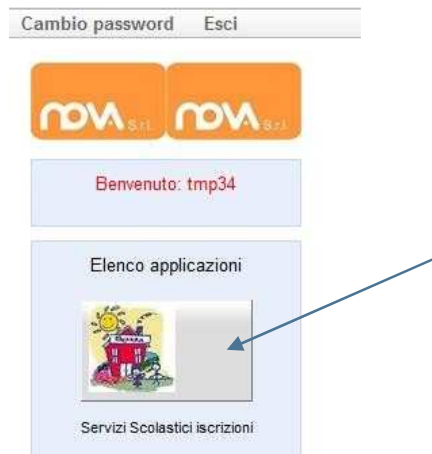 Cambio password Esci
NOVA S.r.l. NOVA S.r.l.
Benvenuto: tmp34
Elenco applicazioni
Servizi Scolastici iscrizioni